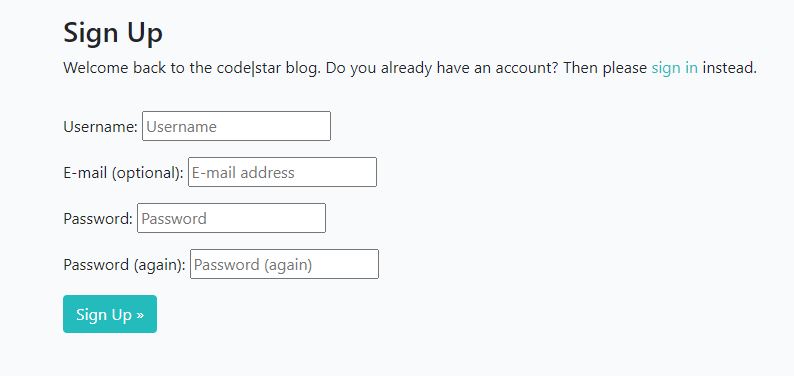 Sign Up
Welcome back to the code|star blog. Do you already have an account? Then please sign in instead.
Username: Username
E-mail (optional): E-mail address
Password: Password
Password (again): Password (again)
Sign Up »